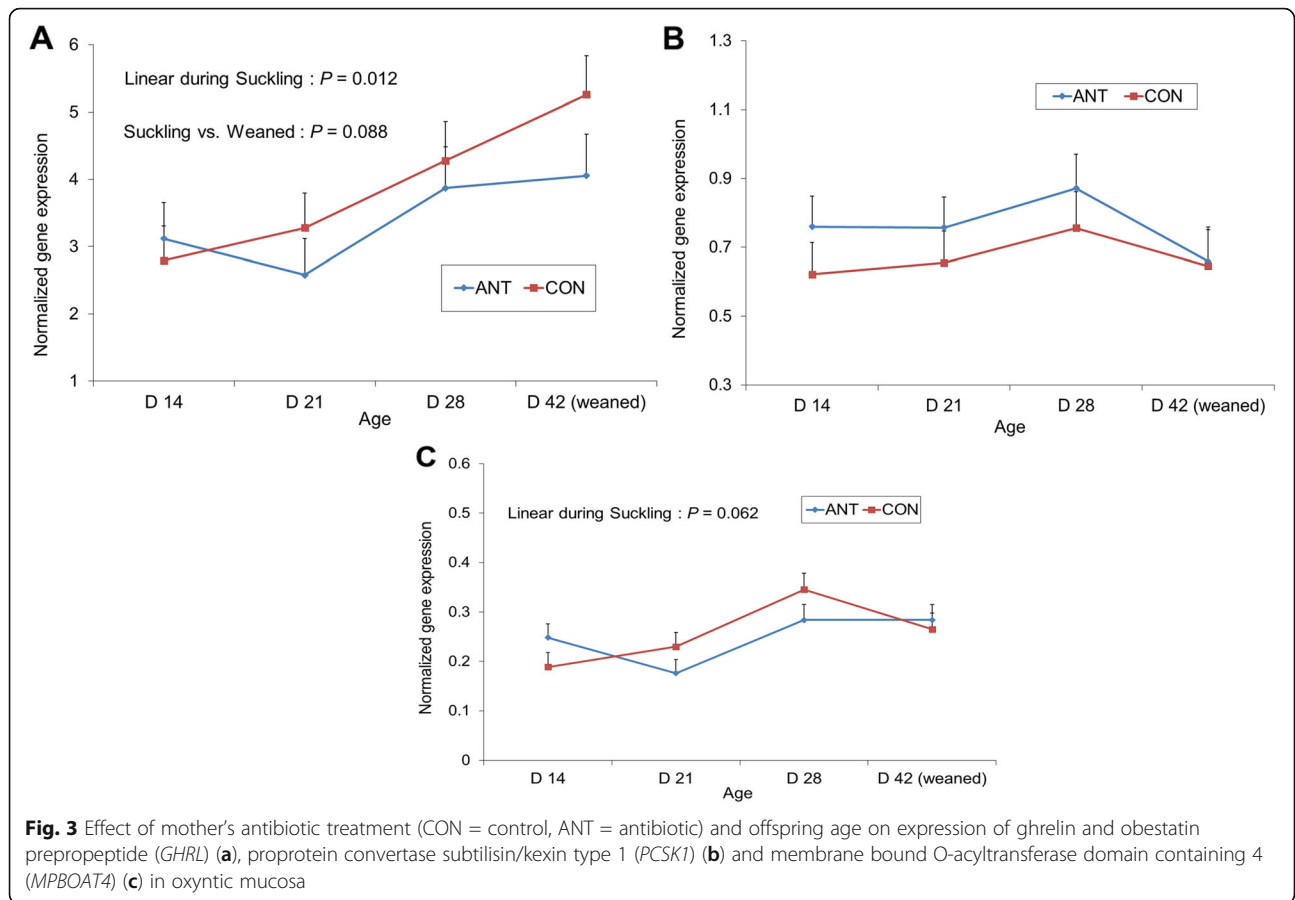 A
6
5
4
3
2
1
Normalized gene expression
Linear during Suckling : P = 0.012
Suckling vs. Weaned : P = 0.088
ANT CON
D 14 D 21 D 28 D 42 (weaned)
Age
B
1.3
1.1
0.9
0.7
0.5
0.3
Normalized gene expression
ANT CON
D 14 D 21 D 28 D 42 (weaned)
Age
C
0.6
0.5
0.4
0.3
0.2
0.1
0
Normalized gene expression
Linear during Suckling : P = 0.062
ANT CON
D 14 D 21 D 28 D 42 (weaned)
Age
Fig. 3 Effect of mother's antibiotic treatment (CON = control, ANT = antibiotic) and offspring age on expression of ghrelin and obestatin
prepropeptide (GHRL) (a), proprotein convertase subtilisin/kexin type 1 (PCSK1) (b) and membrane bound O-acyltransferase domain containing 4
(MPBOAT4) (c) in oxyntic mucosa